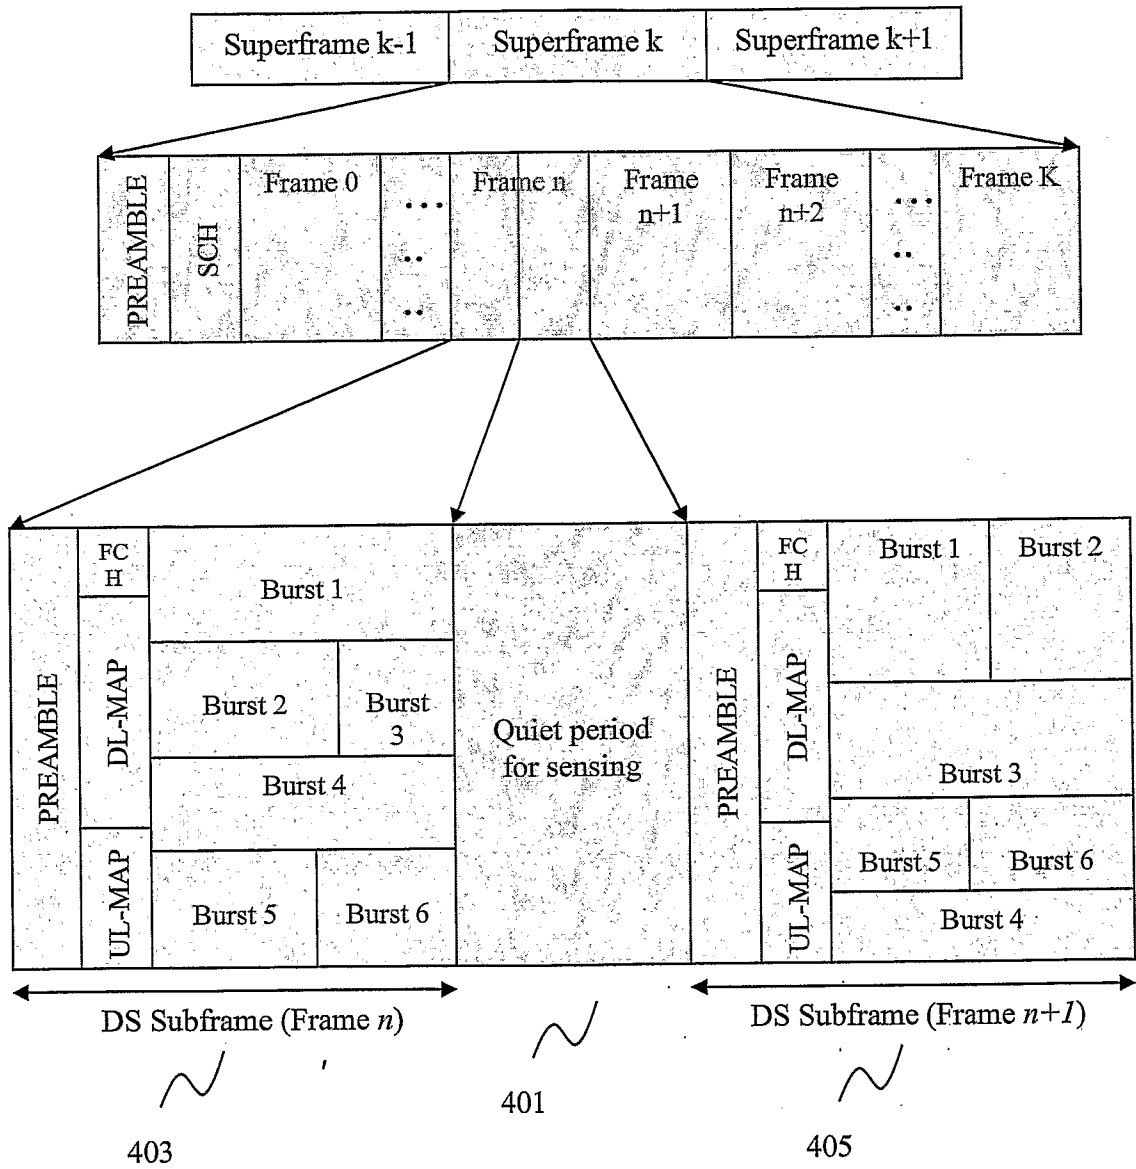 Superframe k-1
Superframe k
Superframe k+1
PREAMBLE
SCH
Frame 0
...
..
..
Frame n
Frame
n+1
Frame
n+2
...
..
..
Frame K
PREAMBLE
FC
H
DL-MAP
UL-MAP
Burst 1
Burst 2
Burst
3
Burst 4
Burst 5
Burst 6
Quiet period
for sensing
PREAMBLE
FC
H
DL-MAP
UL-MAP
Burst 1
Burst 2
Burst 3
Burst 5
Burst 6
Burst 4
DS Subframe (Frame n)
DS Subframe (Frame n+1)
403
401
405